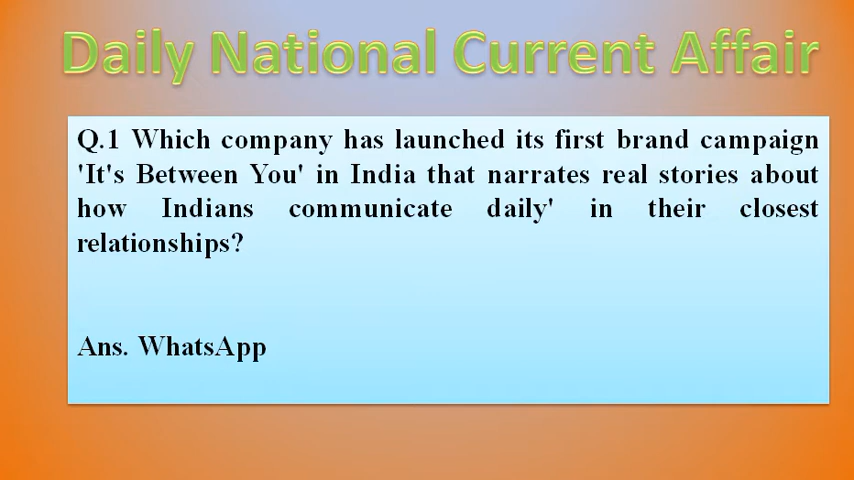 Daily National Current Affair
Q.1 Which company has launched its first brand campaign
'It's Between You' in India that narrates real stories about
how Indians communicate daily' in their closest
relationships?
Ans. WhatsApp